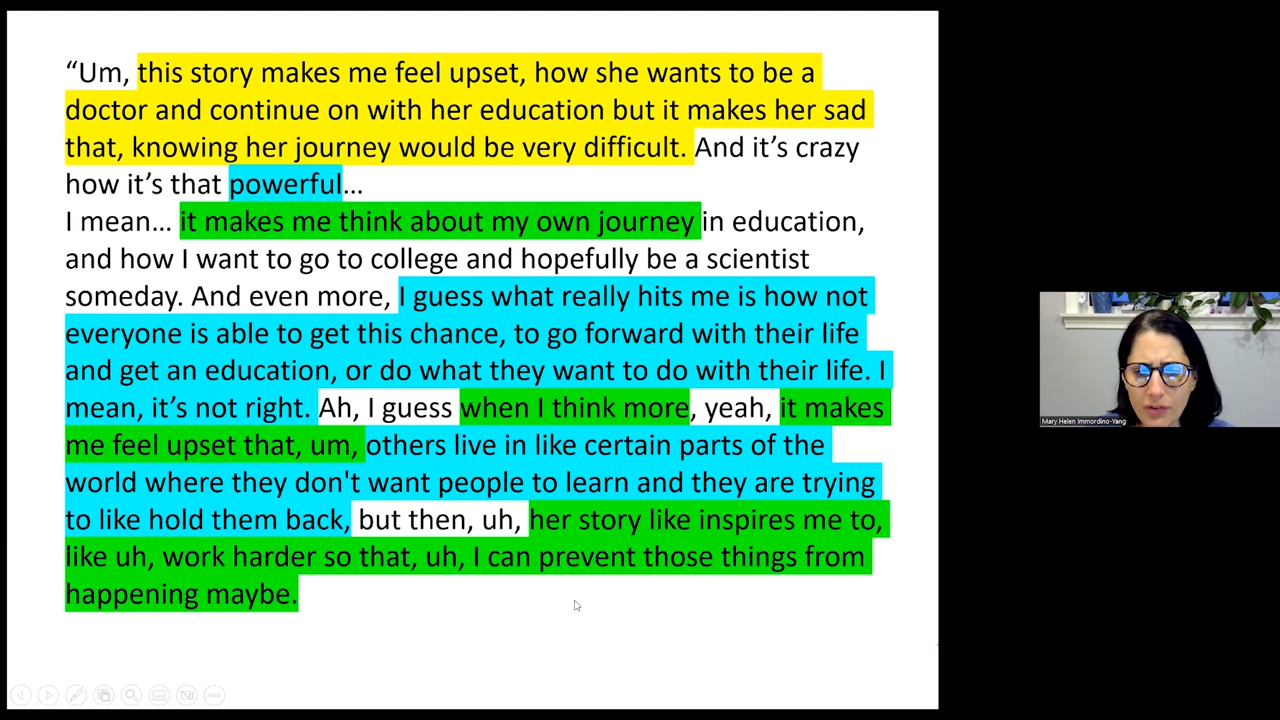 “Um, this story makes me feel upset, how she wants to be a
doctor and continue on with her education but it makes her sad
that, knowing her journey would be very difficult. And it’s crazy
how it’s that powerful…
I mean… it makes me think about my own journey in education,
and how I want to go to college and hopefully be a scientist
someday. And even more, I guess what really hits me is how not
everyone is able to get this chance, to go forward with their life
and get an education, or do what they want to do with their life. I
mean, it’s not right. Ah, I guess when I think more, yeah, it makes
me feel upset that, um, others live in like certain parts of the
world where they don't want people to learn and they are trying
to like hold them back, but then, uh, her story like inspires me to,
like uh, work harder so that, uh, I can prevent those things from
happening maybe.
Mary Helen Immordino-Yang